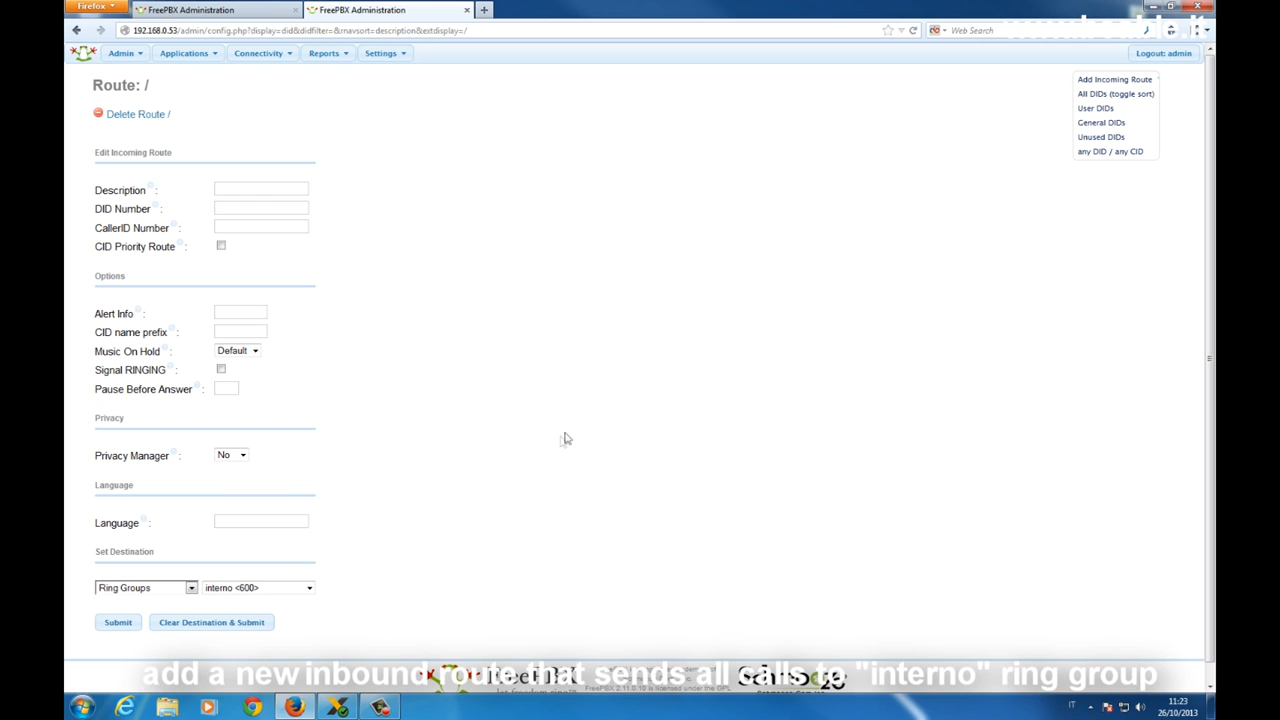 Firefox
FreePBX Administration
FreePBX Administration
192.168.0.53/admin/config.php?display=did&didfilter=&rnavsort=description&extdisplay=/
Web Search
Admin
Applications
Connectivity
Reports
Settings
Logout: admin
Route: /
Delete Route /
Add Incoming Route
All DIDs (toggle sort)
User DIDs
General DIDs
Unused DIDs
any DID / any CID
Edit Incoming Route
Description :
DID Number :
CallerID Number :
CID Priority Route :
Options
Alert Info :
CID name prefix :
Music On Hold : Default
Signal RINGING :
Pause Before Answer :
Privacy
Privacy Manager : No
Language
Language :
Set Destination
Ring Groups interno <600>
Submit Clear Destination & Submit
add a new inbound route that sends all calls to "interno" ring group
FreePBX
let freedom ring
FreePBX 2.11.0.10 is licensed under the GPL
IT
11:23
26/10/2013